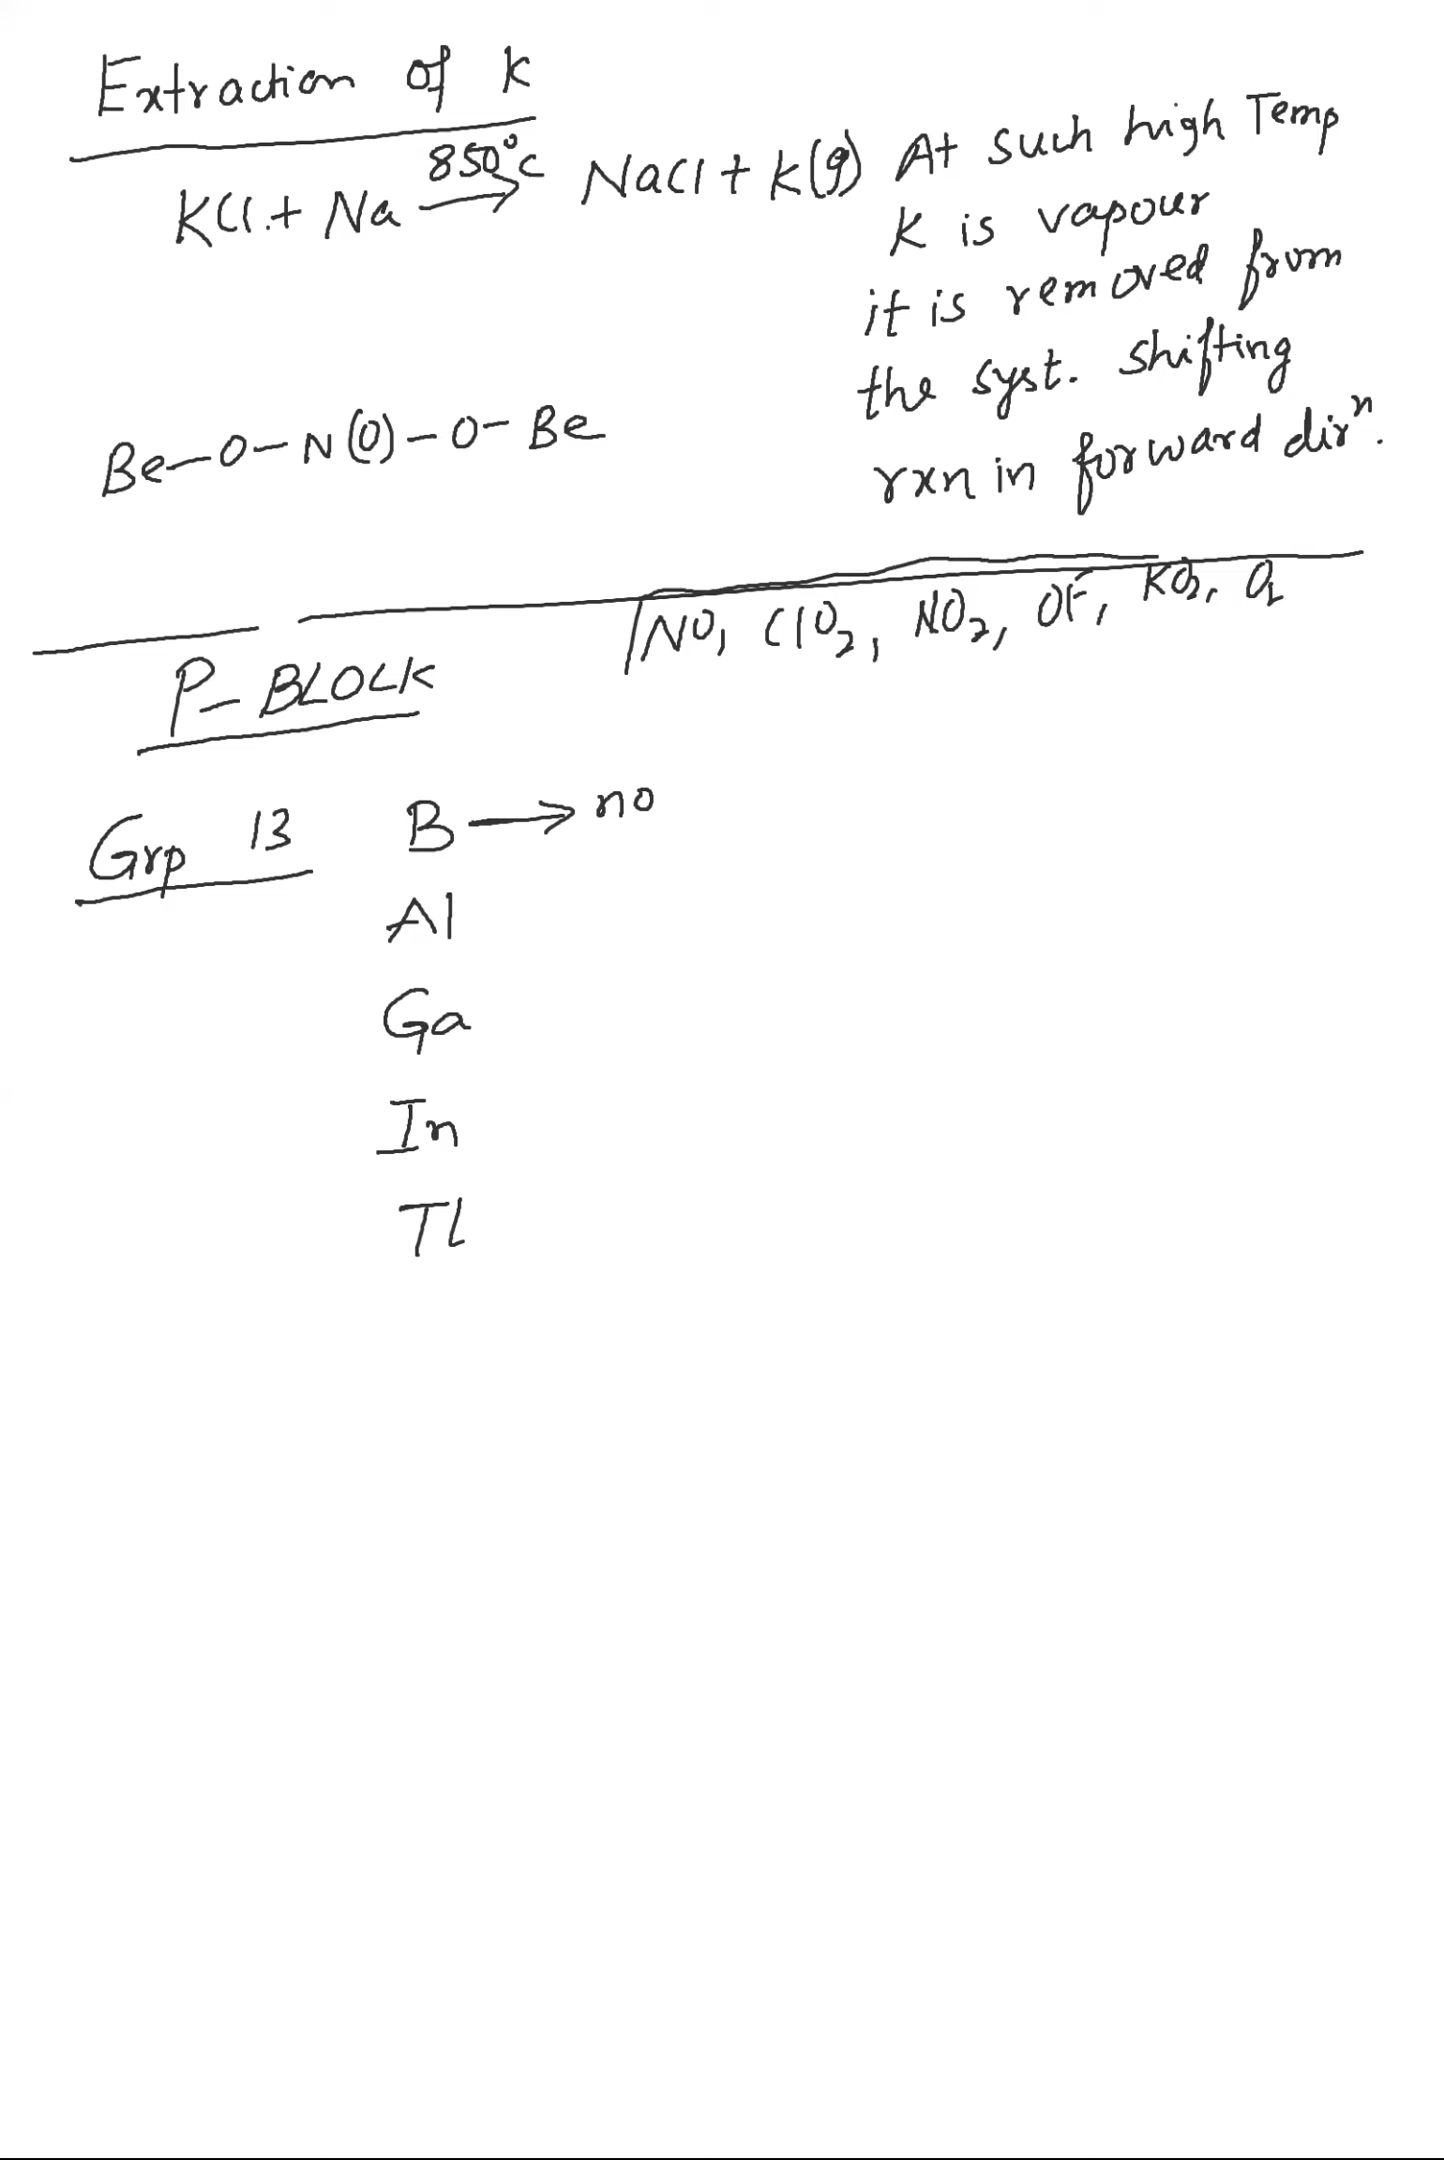 Extraction of K
KCl + Na 850°C → NaCl + K(g)
At such high Temp
K is vapour
it is removed from
the syst. shifting
rxn in forward dirⁿ.
Be-O-N(O)-O-Be
NO, ClO₂, NO₂, OF, KO₂, O₂
P-BLOCK
Grp 13
B → no
Al
Ga
In
Tl